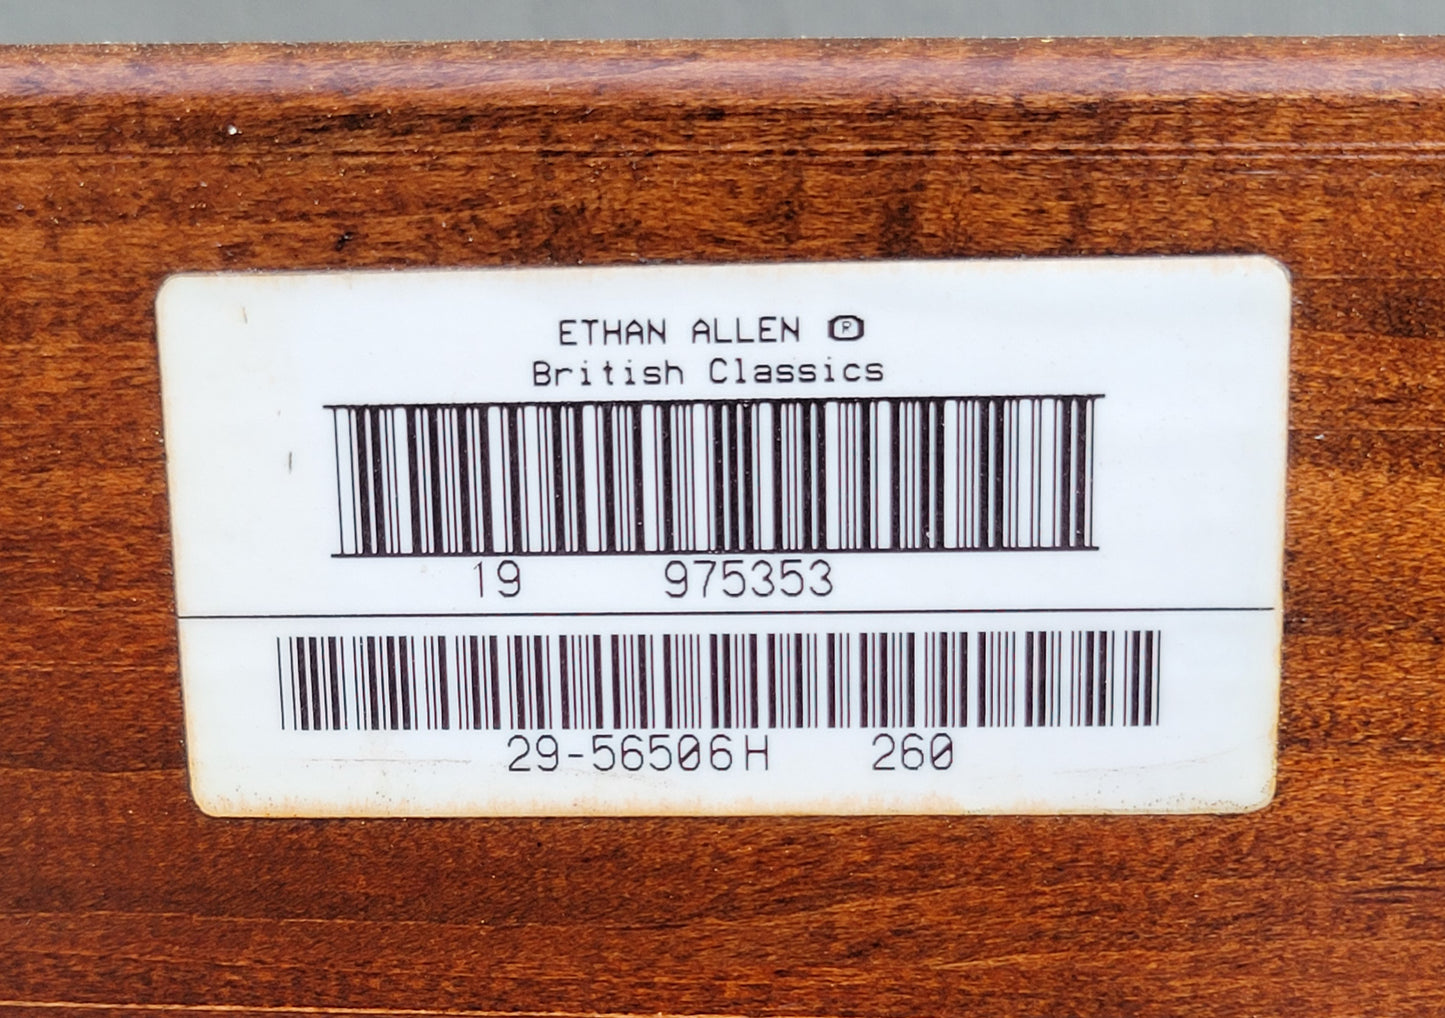 ETHAN ALLEN ®
British Classics
19 975353
29-56506H 260